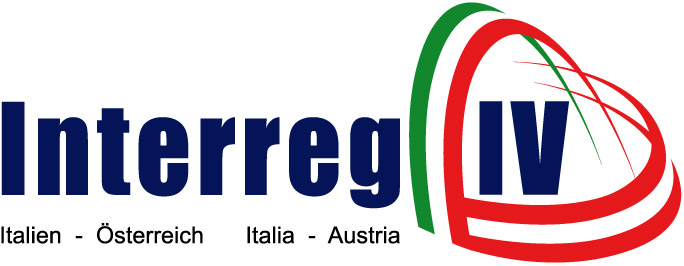 Interreg IV
Italien - Österreich Italia - Austria